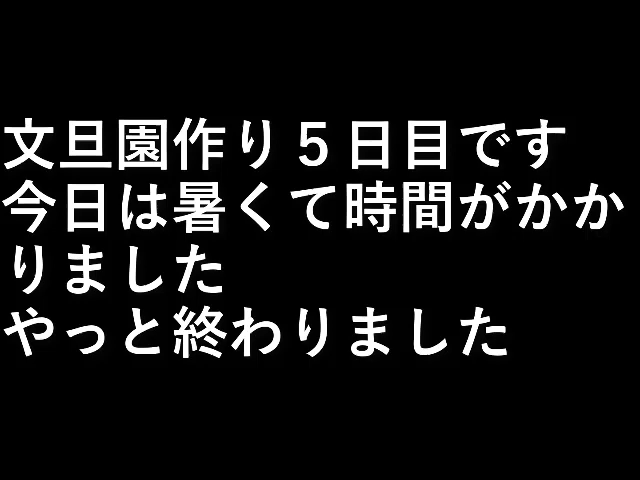 文旦園作り５日目です
今日は暑くて時間がかか
りました
やっと終わりました